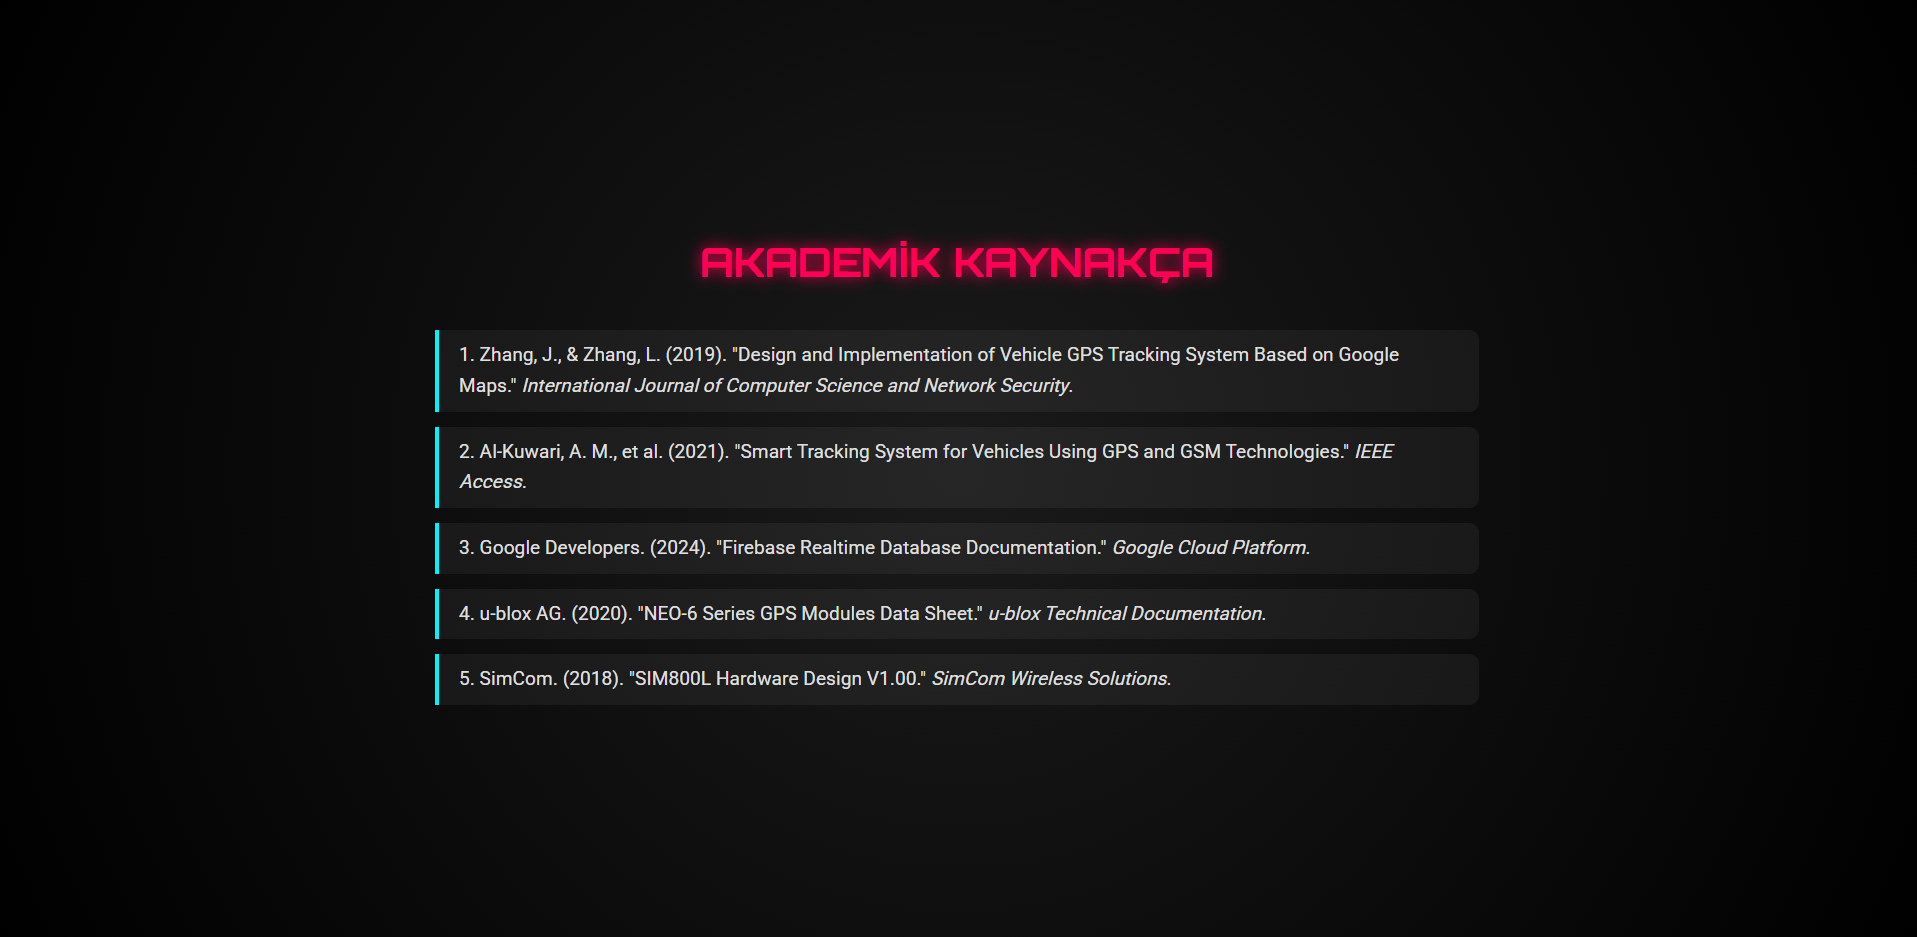 AKADEMİK KAYNAKÇA
1. Zhang, J., & Zhang, L. (2019). "Design and Implementation of Vehicle GPS Tracking System Based on Google
Maps." International Journal of Computer Science and Network Security.
2. Al-Kuwari, A. M., et al. (2021). "Smart Tracking System for Vehicles Using GPS and GSM Technologies." IEEE
Access.
3. Google Developers. (2024). "Firebase Realtime Database Documentation." Google Cloud Platform.
4. u-blox AG. (2020). "NEO-6 Series GPS Modules Data Sheet." u-blox Technical Documentation.
5. SimCom. (2018). "SIM800L Hardware Design V1.00." SimCom Wireless Solutions.